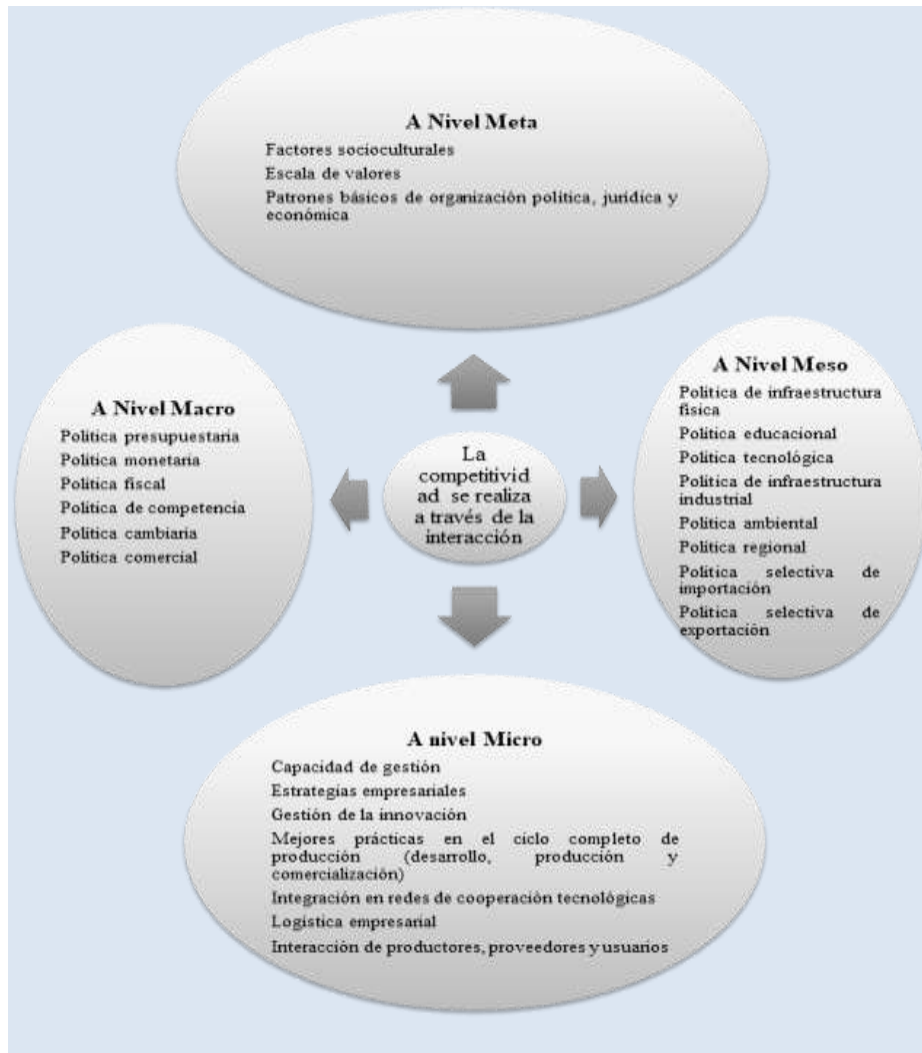 A Nivel Meta
Factores socioculturales
Escala de valores
Patrones básicos de organización política, jurídica y
económica
A Nivel Macro
Política presupuestaria
Política monetaria
Política fiscal
Política de competencia
Política cambiaria
Política comercial
La
competitivid
ad se realiza
a través de la
interacción
A Nivel Meso
Política de infraestructura
física
Política educacional
Política tecnológica
Política de infraestructura
industrial
Política ambiental
Política regional
Política selectiva de
importación
Política selectiva de
exportación
A nivel Micro
Capacidad de gestión
Estrategias empresariales
Gestión de la innovación
Mejores prácticas en el ciclo completo de
producción (desarrollo, producción y
comercialización)
Integración en redes de cooperación tecnológicas
Logística empresarial
Interacción de productores, proveedores y usuarios